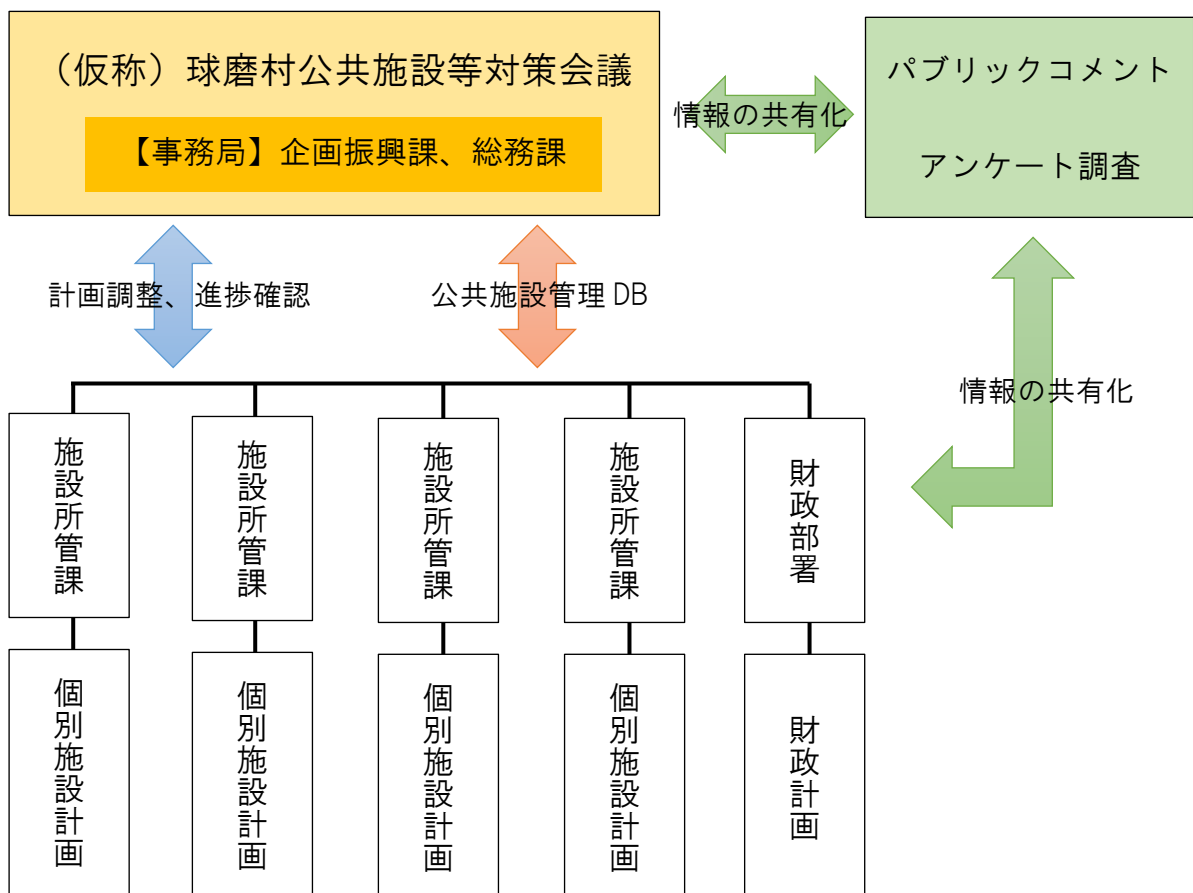 （仮称）球磨村公共施設等対策会議
【事務局】企画振興課、総務課
情報の共有化
パブリックコメント
アンケート調査
計画調整、進捗確認
公共施設管理 DB
情報の共有化
施設所管課
施設所管課
施設所管課
施設所管課
財政部署
個別施設計画
個別施設計画
個別施設計画
個別施設計画
財政計画